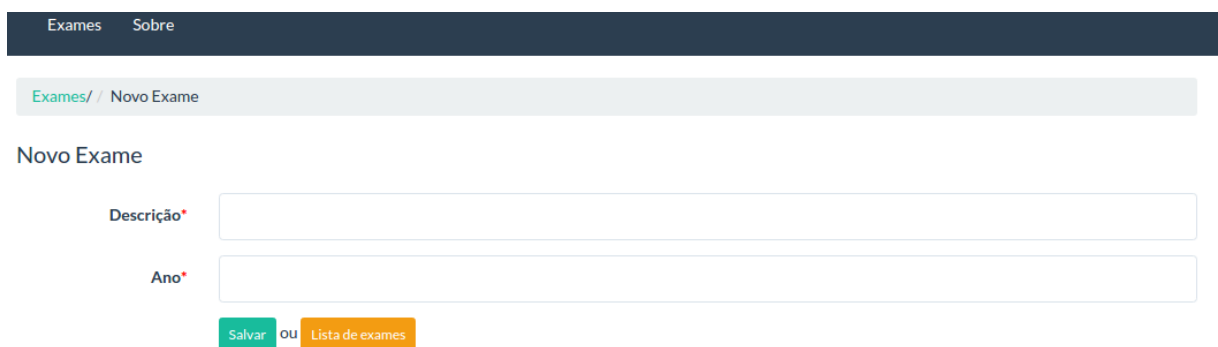 Exames Sobre
Exames/ / Novo Exame
Novo Exame
Descrição*
Ano*
Salvar ou Lista de exames